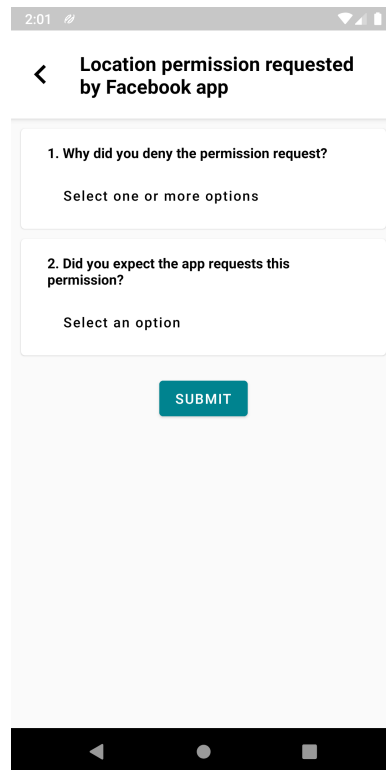 2:01
Location permission requested
by Facebook app
1. Why did you deny the permission request?
Select one or more options
2. Did you expect the app requests this
permission?
Select an option
SUBMIT